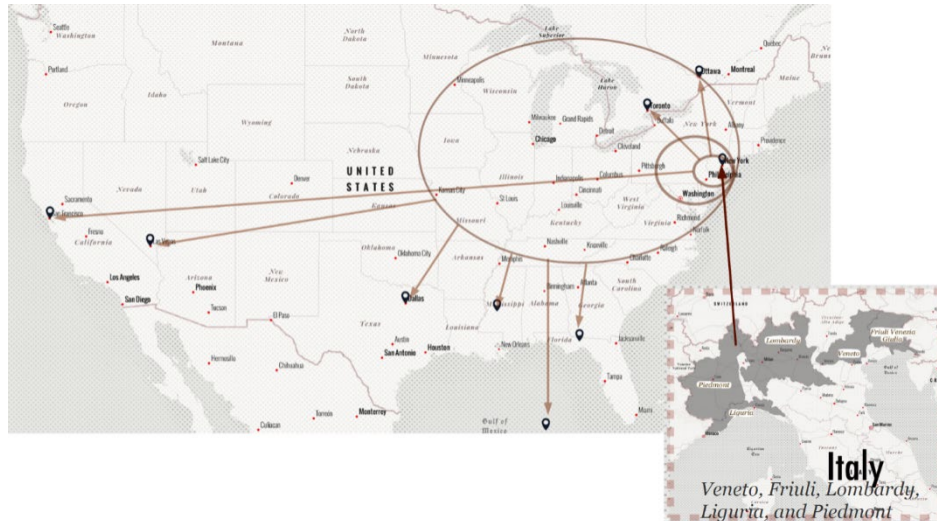 Seattle
Washington
Montana
North
Dakota
Minnesota
Lake
Superior
Quebec
Portland
Oregon
Idaho
South
Dakota
Minneapolis
Wisconsin
Lake
Huron
Ottawa
Montreal
Maine
Toronto
Vermont
Wyoming
Milwaukee
Grand Rapids
Buffalo
New York
Albany
Iowa
Chicago
Detroit
Cleveland
Providence
Nebraska
Salt Lake City
Pittsburgh
New York
UNITED
STATES
Denver
Illinois
Indianapolis
Columbus
Philadelphia
Nevada
Utah
Colorado
Kansas
Kansas City
Cincinnati
Washington
Sacramento
San Francisco
St Louis
Louisville
West
Virginia
Missouri
Kentucky
Virginia
Richmond
Norfolk
Fresno
California
Las Vegas
Nashville
Knoxville
Raleigh
Oklahoma
Oklahoma City
Arkansas
Memphis
Charlotte
Los Angeles
Arizona
Phoenix
New
Mexico
South
Carolina
San Diego
Tucson
Dallas
Mississippi
Alabama
Birmingham
Atlanta
Georgia
El Paso
Texas
Louisiana
Austin
San Antonio
Houston
New Orleans
Florida
Jacksonville
Hermosillo
Chihuahua
Tampa
Torreón
Monterrey
Culiacan
Gulf of
Mexico
Miami
SWITZERLAND
Lombardy
Friuli Venezia
Giulia
Veneto
Piedmont
Liguria
San Marino
Italy
Veneto, Friuli, Lombardy,
Liguria, and Piedmont